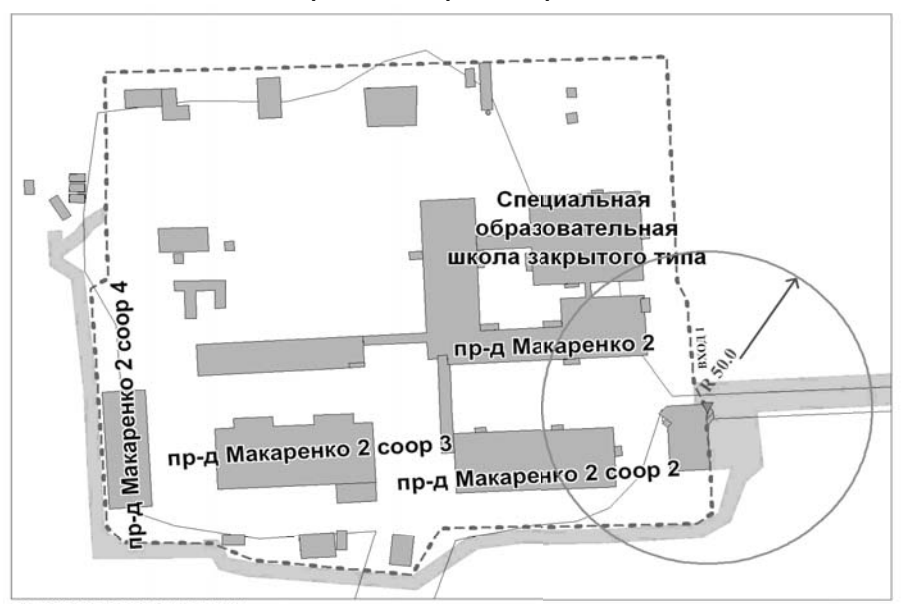 Специальная
образовательная
школа закрытого типа
пр-д Макаренко 2
ВХОД 1
R 50.0
пр-д Макаренко 2 соор 4
пр-д Макаренко 2 соор 3
пр-д Макаренко 2 соор 2